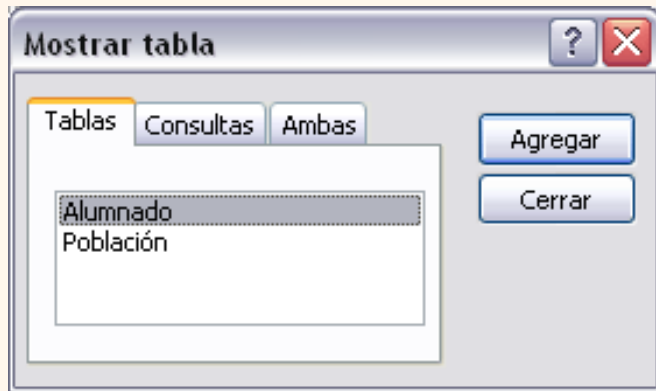 Mostrar tabla
?
Tablas Consultas Ambas
Alumnado
Población
Agregar
Cerrar